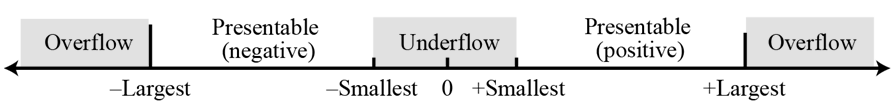 Overflow
Presentable
(negative)
Underflow
Presentable
(positive)
Overflow
–Largest
–Smallest
0
+Smallest
+Largest